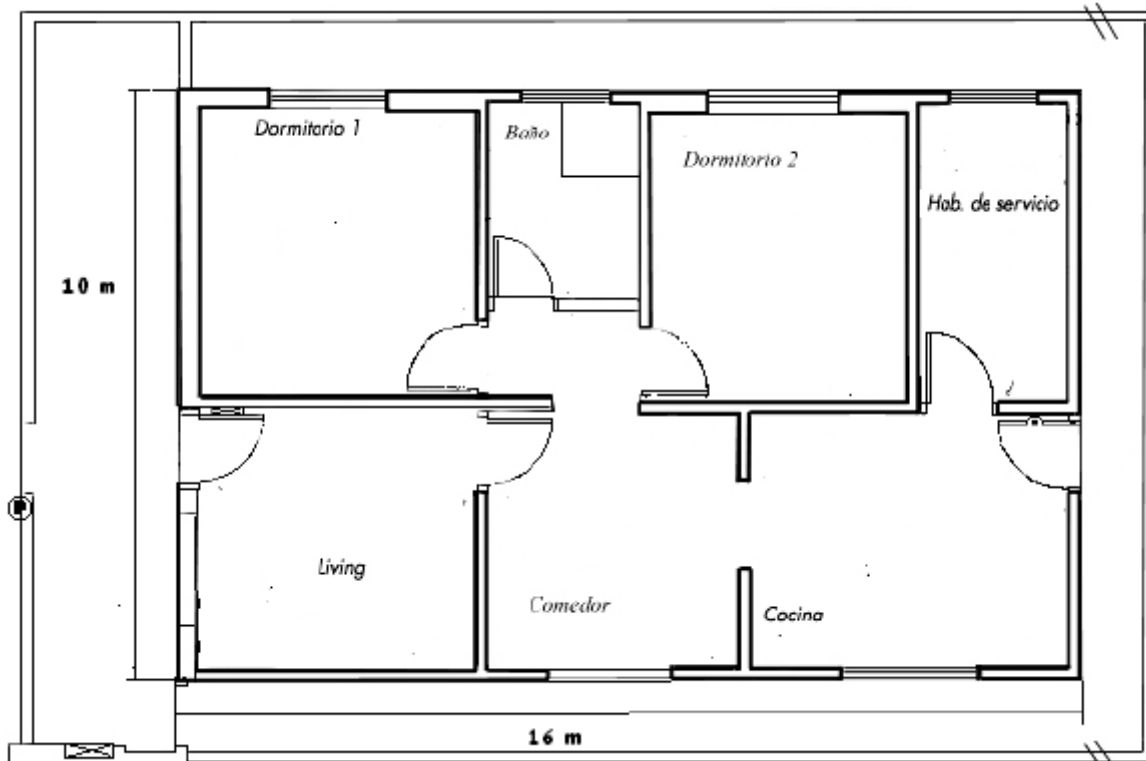 Dormitorio 1
Baño
Dormitorio 2
Hab. de servicio
10 m
P
Living
Comedor
Cocina
16 m